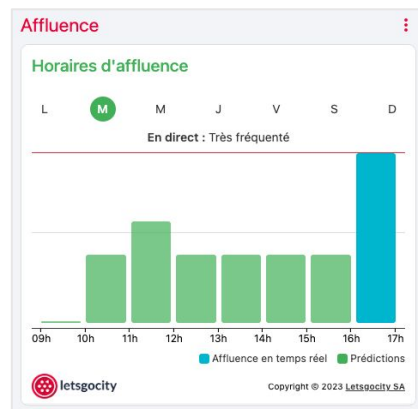 Affluence
Horaires d'affluence
L M M J V S D
En direct : Très fréquenté
09h 10h 11h 12h 13h 14h 15h 16h 17h
Affluence en temps réel Prédictions
letsgocity Copyright © 2023 Letsgocity SA